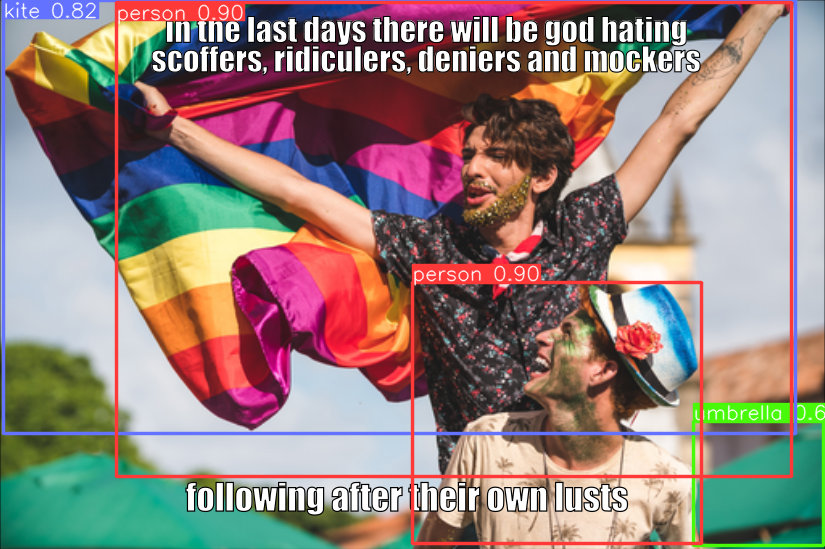 kite 0.82
person 0.90
in the last days there will be god hating
scoffers, ridiculers, deniers and mockers
person 0.90
umbrella 0.6
following after their own lusts